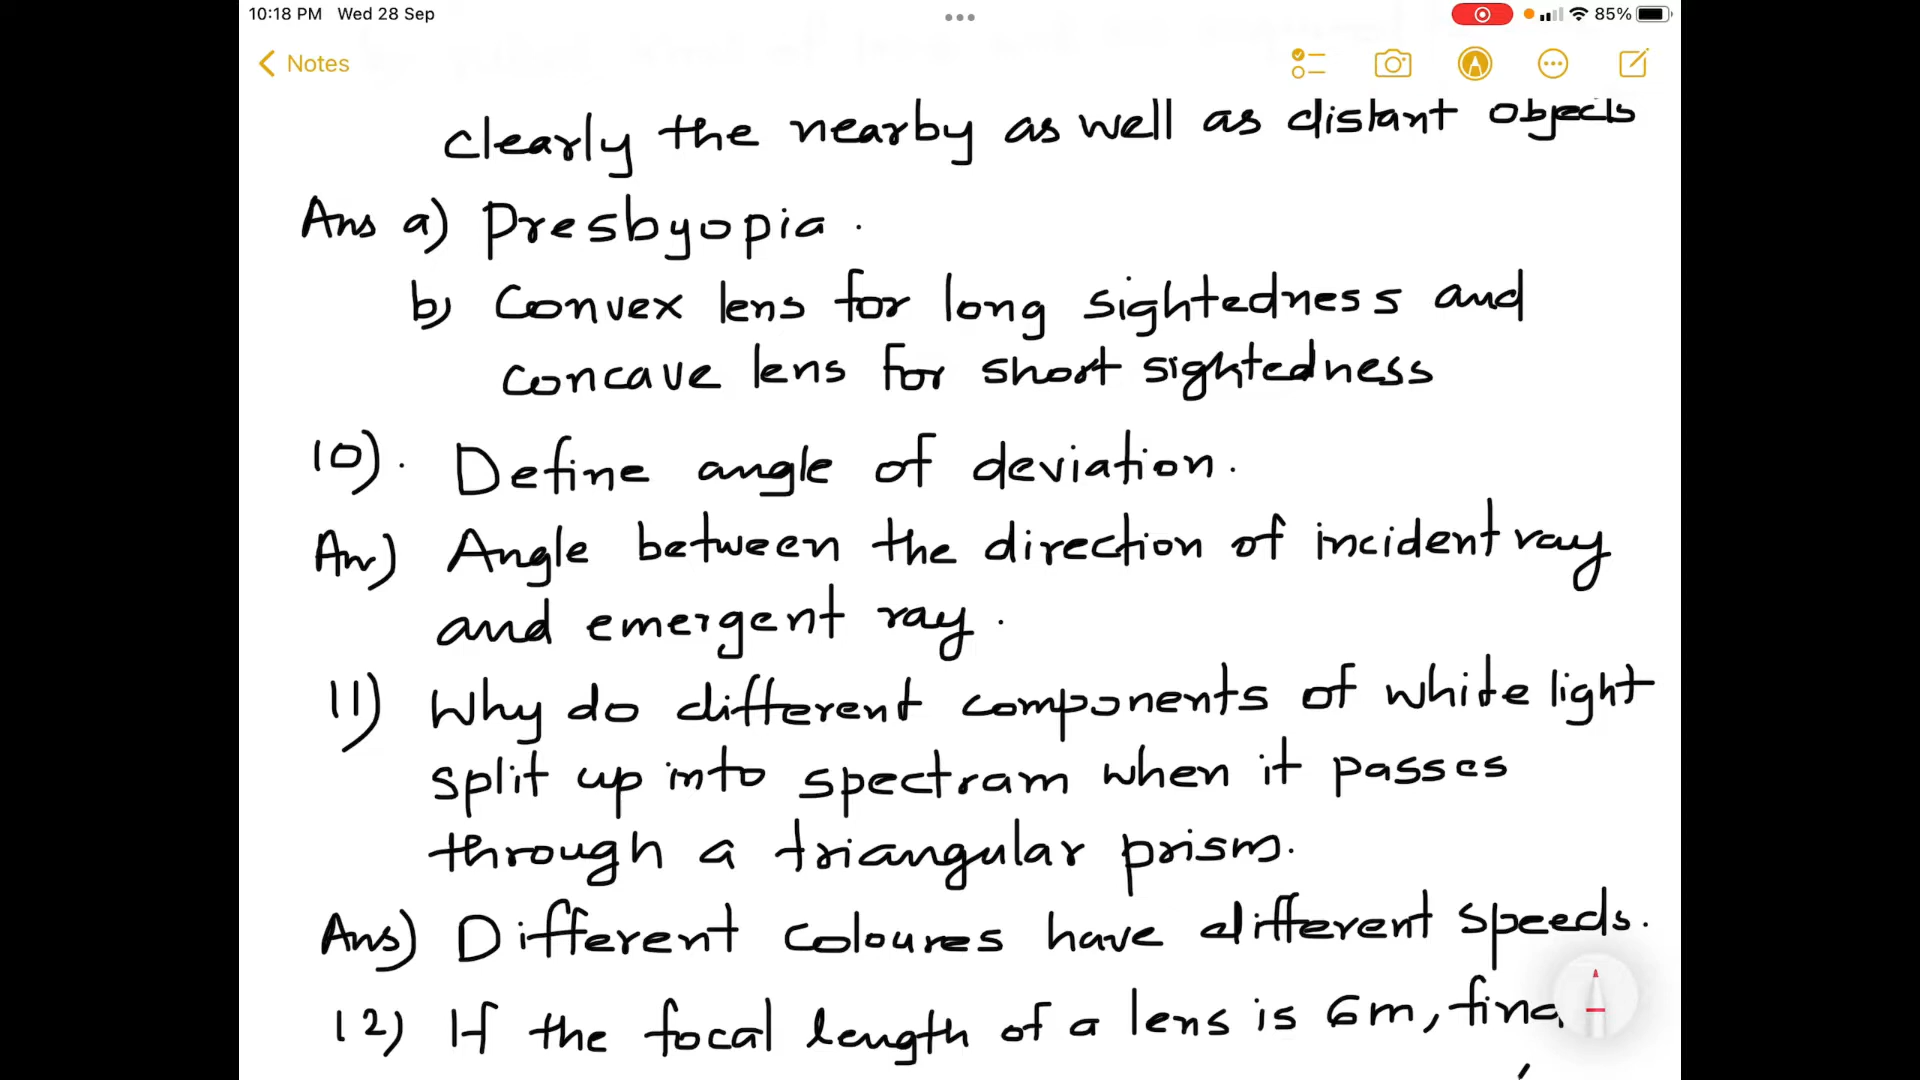 10:18 PM Wed 28 Sep
85%
Notes
clearly the nearby as well as distant objects
Ans a) Presbyopia.
b) Convex lens for long sightedness and
concave lens for short sightedness
10). Define angle of deviation.
An) Angle between the direction of incident ray
and emergent ray.
11) Why do different components of white light
split up into spectram when it passes
through a triangular prism.
Ans) Different coloures have different speeds.
12) If the focal length of a lens is 6m, find